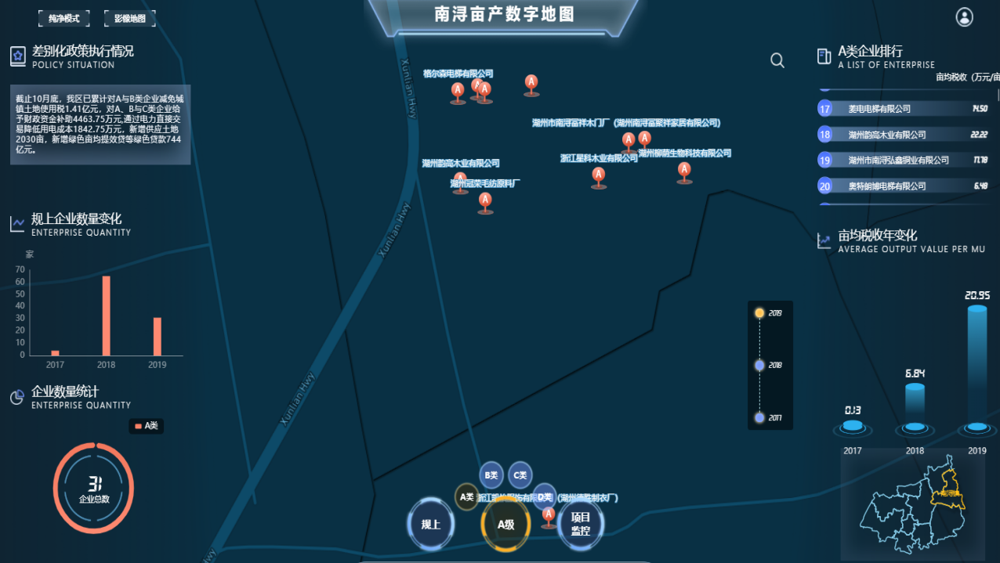 纯净模式
影像地图
南浔亩产数字地图
差别化政策执行情况
POLICY SITUATION
截止10月底，我区已累计对A与B类企业减免城
镇土地使用税1.41亿元，对A、B与C类企业给
予财政资金补助4463.75万元,通过电力直接交
易降低用电成本1842.75万元，新增供应土地
2030亩，新增绿色亩均提效贷等绿色贷款744
亿元。
规上企业数量变化
ENTERPRISE QUANTITY
家
70
60
50
40
30
20
10
0
2017
2018
2019
企业数量统计
ENTERPRISE QUANTITY
A类
31
企业总数
Xunlian Hwy
Xunlian Hwy
Xunlian Hwy
Hwy
格尔森电梯有限公司
A
A
A
A
湖州市南浔富祥木门厂（湖州南浔富聚祥家居有限公司)
A
A
湖州韵高木业有限公司
A
浙江星科木业有限公司
A
湖州柳荫生物科技有限公司
A
湖州冠荣毛纺原料厂
A
2019
2018
2017
B类
C类
A类
D类
(湖州德胜制衣厂)
A
规上
A级
项目
监控
A类企业排行
A LIST OF ENTERPRISE
亩均税收（万元/亩
17
菱电电梯有限公司
14.50
18
湖州韵高木业有限公司
22.22
19
湖州市南浔弘鑫铜业有限公司
11.78
20
奥特朗博电梯有限公司
6.48
亩均税收年变化
AVERAGE OUTPUT VALUE PER MU
0.13
6.84
20.95
2017
2018
2019